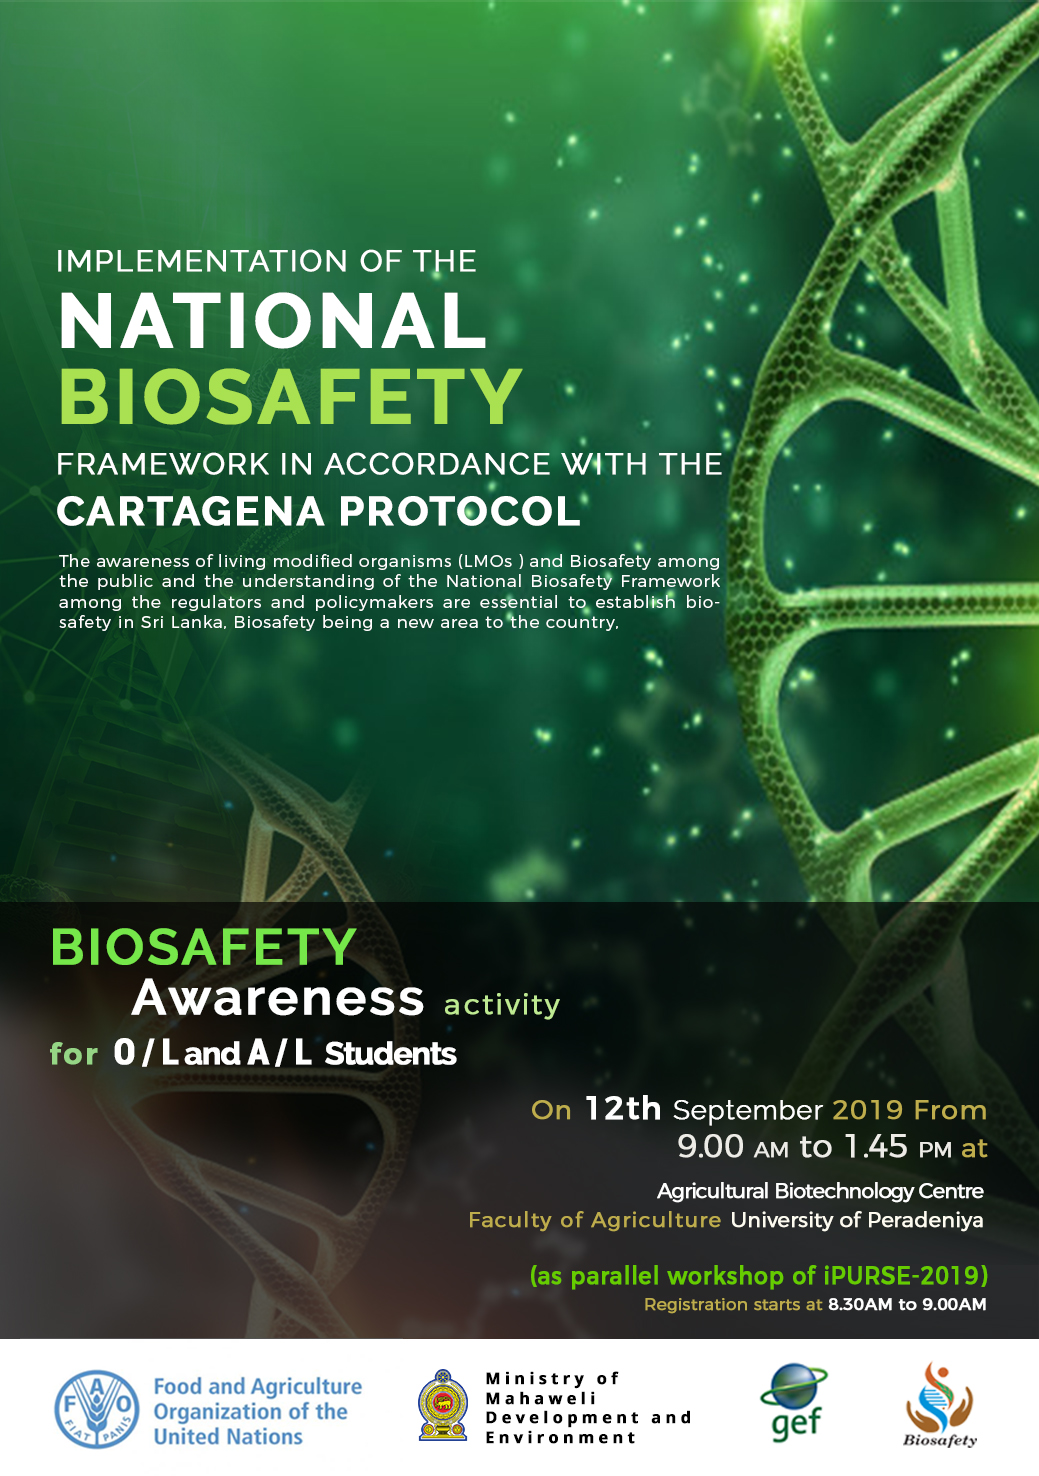 IMPLEMENTATION OF THE
NATIONAL
BIOSAFETY
FRAMEWORK IN ACCORDANCE WITH THE
CARTAGENA PROTOCOL
The awareness of living modified organisms (LMOs ) and Biosafety among
the public and the understanding of the National Biosafety Framework
among the regulators and policymakers are essential to establish bio-
safety in Sri Lanka. Biosafety being a new area to the country,
BIOSAFETY
Awareness activity
for O/L and A/L Students
On 12th September 2019 From
9.00 AM to 1.45 PM at
Agricultural Biotechnology Centre
Faculty of Agriculture University of Peradeniya
(as parallel workshop of iPURSE-2019)
Registration starts at 8.30AM to 9.00AM
F A O
FIAT PANIS
Food and Agriculture
Organization of the
United Nations
Ministry of
Mahaweli
Development and
Environment
gef
Biosafety